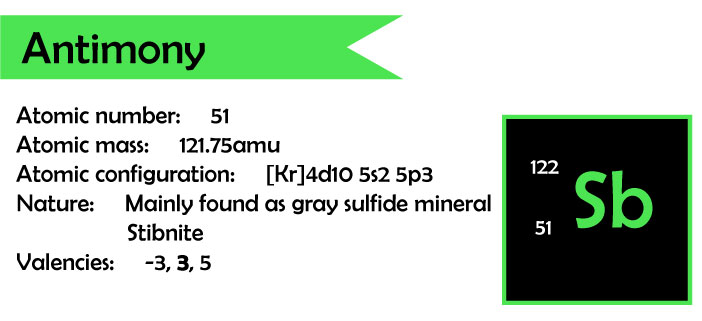 Antimony
Atomic number: 51
Atomic mass: 121.75amu
Atomic configuration: [Kr]4d10 5s2 5p3
Nature: Mainly found as gray sulfide mineral
Stibnite
Valencies: -3, 3, 5
122
Sb
51